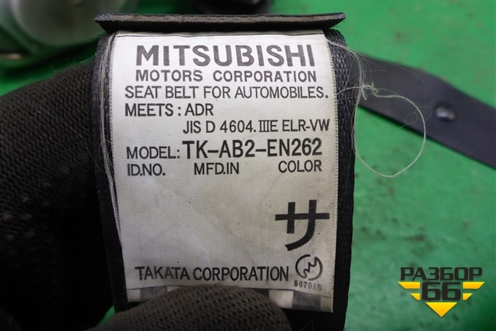 MITSUBISHI
MOTORS CORPORATION
SEAT BELT FOR AUTOMOBILES.
MEETS: ADR
JIS D 4604.IIIE ELR-VW
MODEL: TK-AB2-EN262
ID.NO. MFD.IN COLOR
サ
TAKATA CORPORATION
РАЗБОР
66